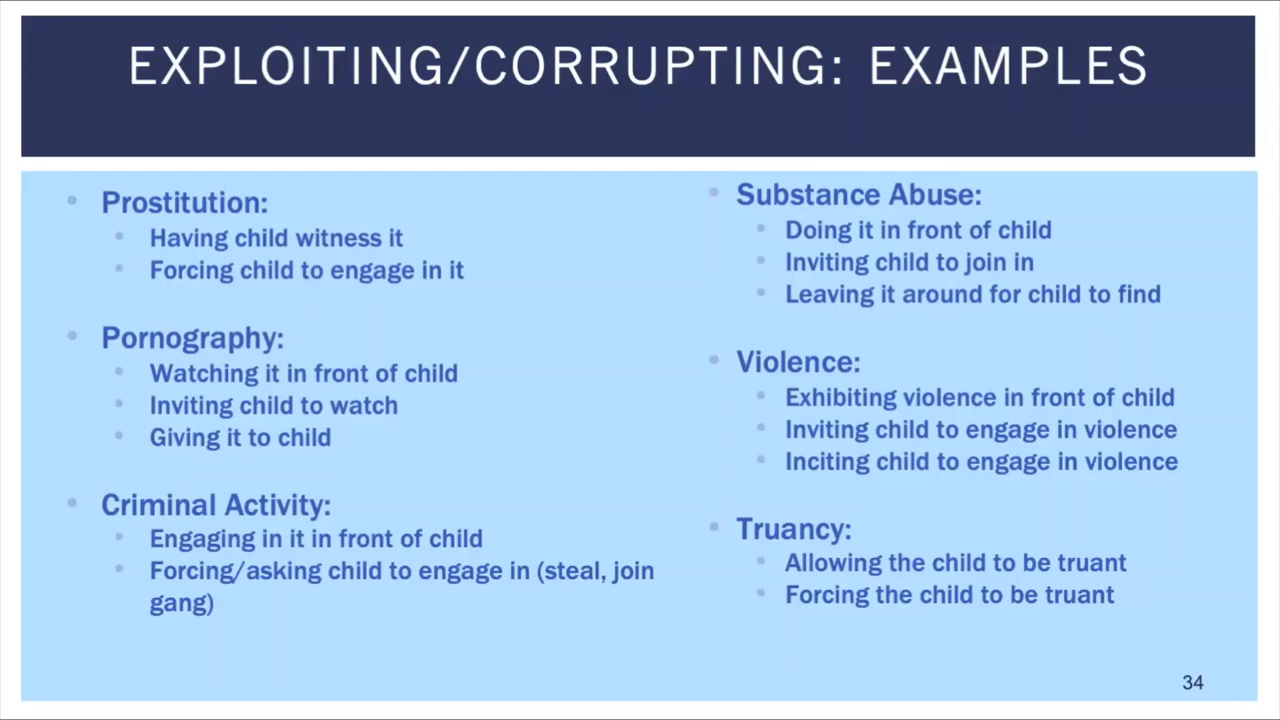 EXPLOITING/CORRUPTING: EXAMPLES
Prostitution:
Having child witness it
Forcing child to engage in it
Pornography:
Watching it in front of child
Inviting child to watch
Giving it to child
Criminal Activity:
Engaging in it in front of child
Forcing/asking child to engage in (steal, join
gang)
Substance Abuse:
Doing it in front of child
Inviting child to join in
Leaving it around for child to find
Violence:
Exhibiting violence in front of child
Inviting child to engage in violence
Inciting child to engage in violence
Truancy:
Allowing the child to be truant
Forcing the child to be truant
34